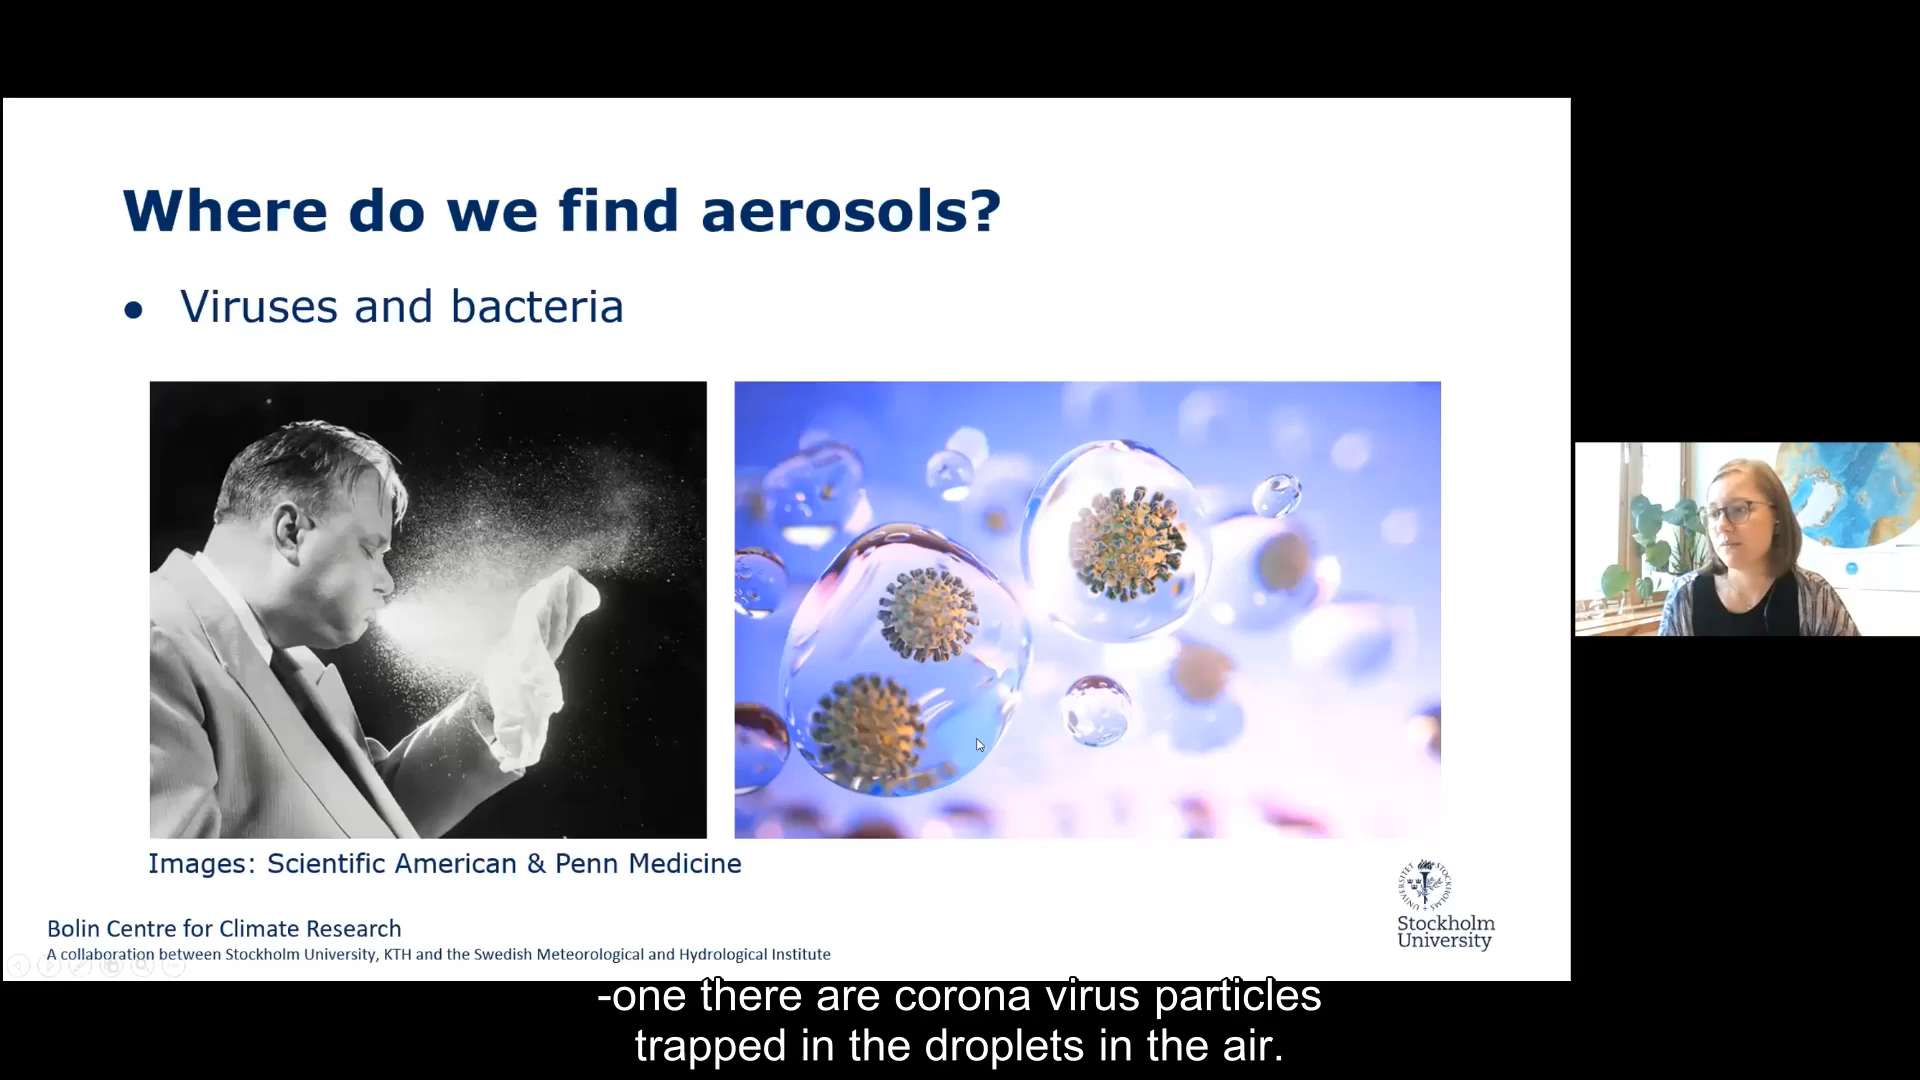 Where do we find aerosols?
● Viruses and bacteria
Images: Scientific American & Penn Medicine
Bolin Centre for Climate Research
A collaboration between Stockholm University, KTH and the Swedish Meteorological and Hydrological Institute
Stockholm
University
-one there are corona virus particles
trapped in the droplets in the air.